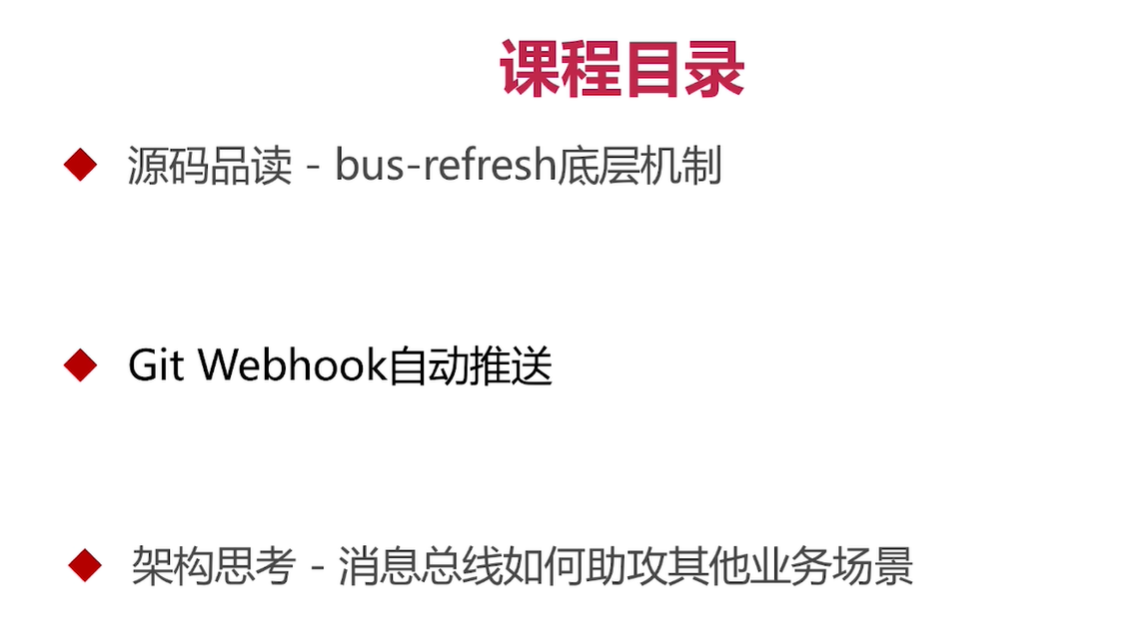 课程目录
源码品读 - bus-refresh底层机制
Git Webhook自动推送
架构思考 - 消息总线如何助攻其他业务场景